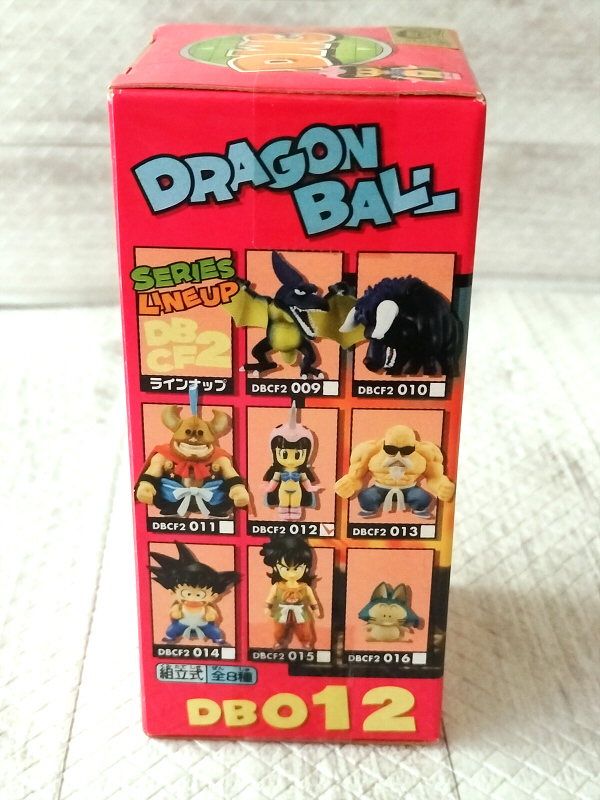 DRAGON
BALL
SERIES
LINEUP
DB
CF2
ラインナップ
DBCF2 009
DBCF2 010
DBCF2 011
DBCF2 012
DBCF2 013
DBCF2 014
DBCF2 015
DBCF2 016
組立式
全8種
DB012